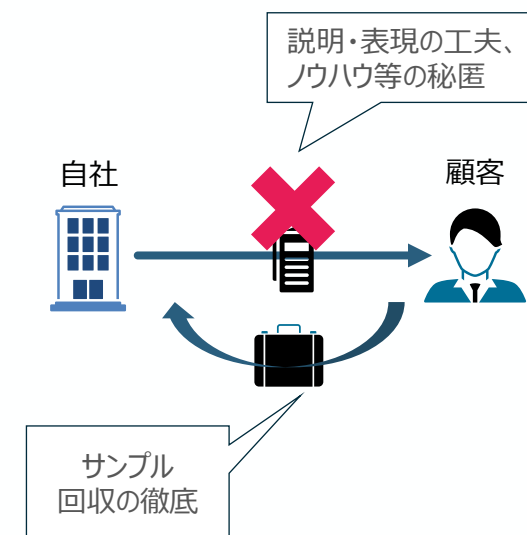 説明・表現の工夫、
ノウハウ等の秘匿
自社
顧客
サンプル
回収の徹底